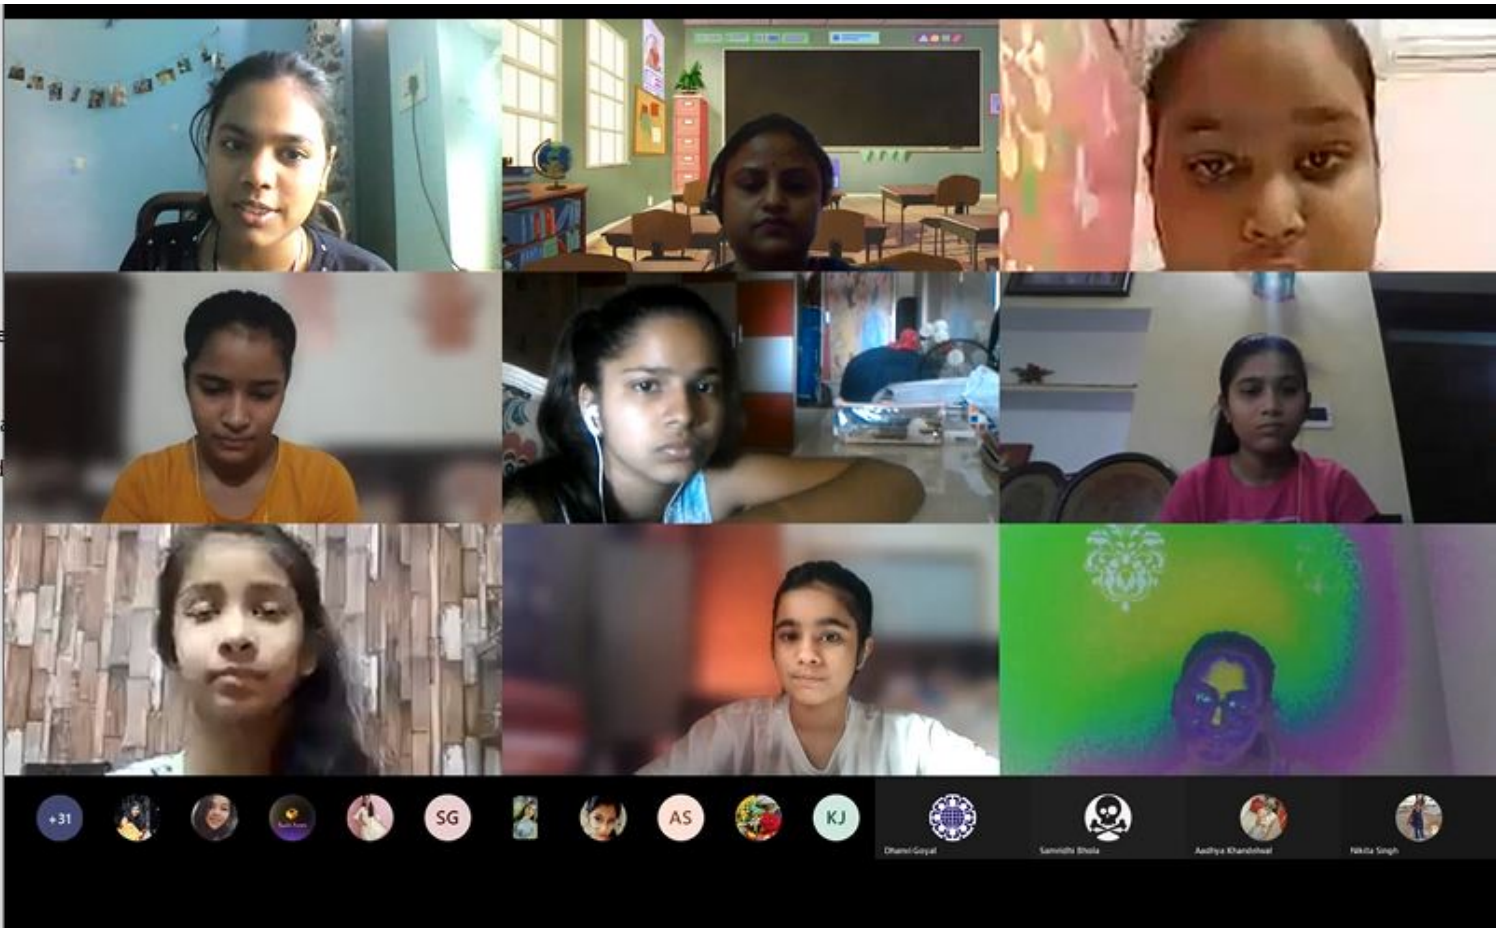 +31
SG
AS
KJ
Dhanvi Goyal
Samridhi Bhola
Aadhya Khandelwal
Nikita Singh